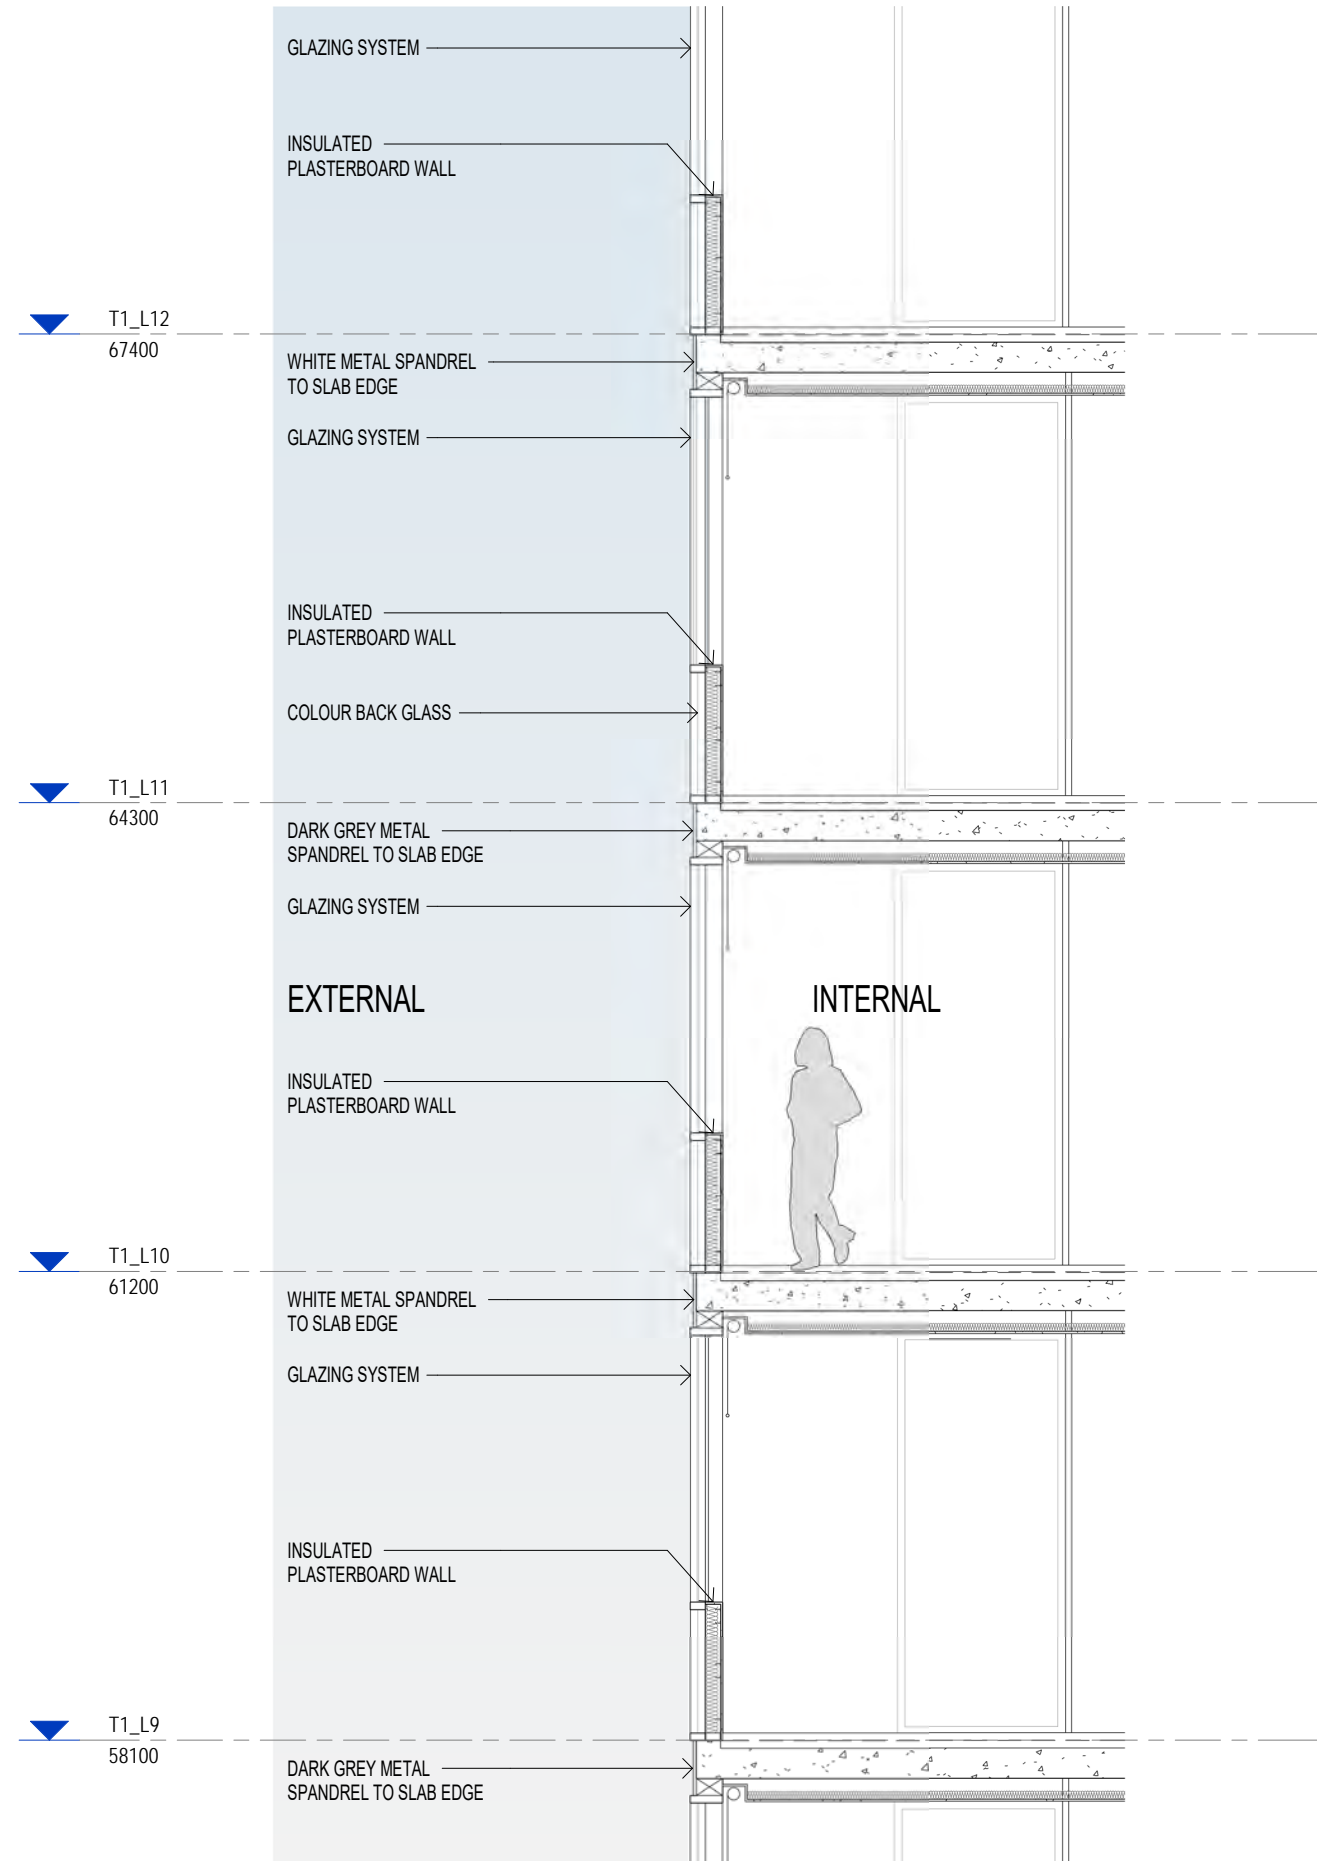 GLAZING SYSTEM
INSULATED
PLASTERBOARD WALL
T1_L12
67400
WHITE METAL SPANDREL
TO SLAB EDGE
GLAZING SYSTEM
INSULATED
PLASTERBOARD WALL
COLOUR BACK GLASS
T1_L11
64300
DARK GREY METAL
SPANDREL TO SLAB EDGE
GLAZING SYSTEM
EXTERNAL
INTERNAL
INSULATED
PLASTERBOARD WALL
T1_L10
61200
WHITE METAL SPANDREL
TO SLAB EDGE
GLAZING SYSTEM
INSULATED
PLASTERBOARD WALL
T1_L9
58100
DARK GREY METAL
SPANDREL TO SLAB EDGE